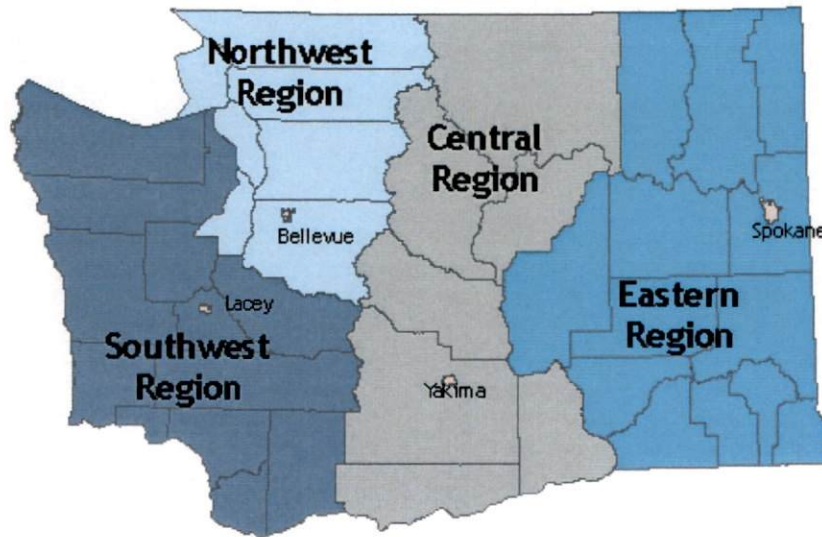 Northwest
Region
Central
Region
Bellevue
Spokane
Lacey
Eastern
Region
Southwest
Region
Yakima